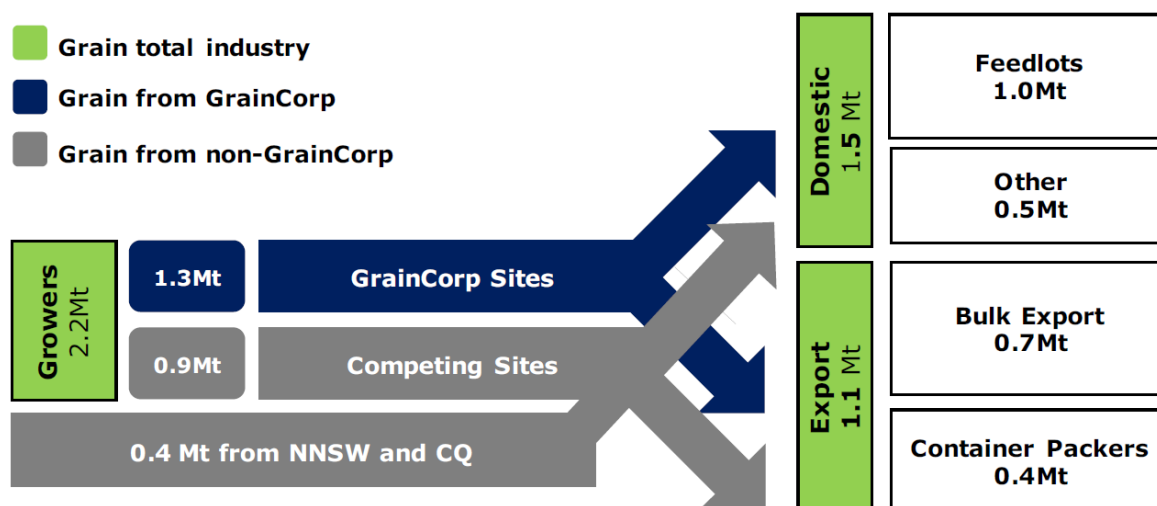 Grain total industry
Grain from GrainCorp
Grain from non-GrainCorp
Growers
2.2Mt
1.3Mt
GrainCorp Sites
0.9Mt
Competing Sites
0.4 Mt from NNSW and CQ
Domestic
1.5 Mt
Feedlots
1.0Mt
Other
0.5Mt
Export
1.1 Mt
Bulk Export
0.7Mt
Container Packers
0.4Mt